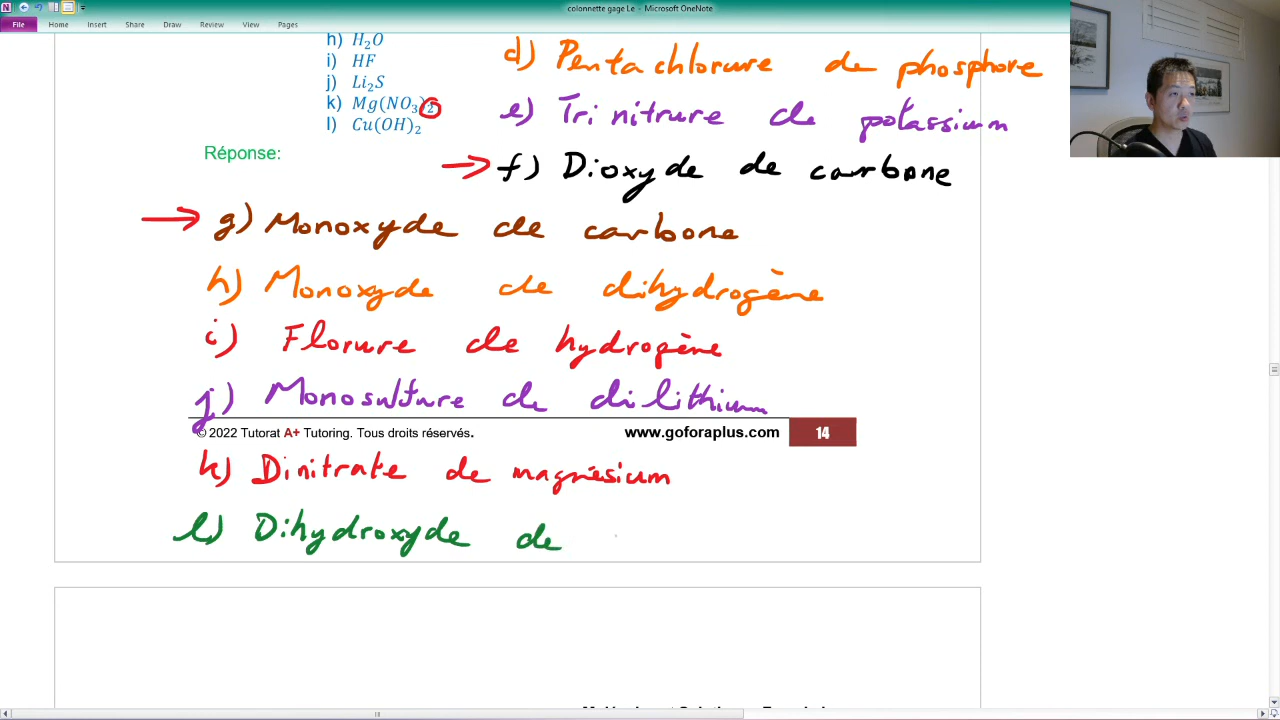 colonnette gage Le - Microsoft OneNote
File Home Insert Share Draw Review View Pages
h) H₂O
i) HF
j) Li₂S
k) Mg(NO₃)₂
l) Cu(OH)₂
Réponse:
d) Pentachlorure de phosphore
e) Trinitrure de potassium
→ f) Dioxyde de carbone
→ g) Monoxyde de carbone
h) Monoxyde de dihydrogène
i) Florure de hydrogène
j) Monosulfure de dilithium
© 2022 Tutorat A+ Tutoring. Tous droits réservés. www.goforaplus.com 14
k) Dinitrate de magnésium
l) Dihydroxyde de